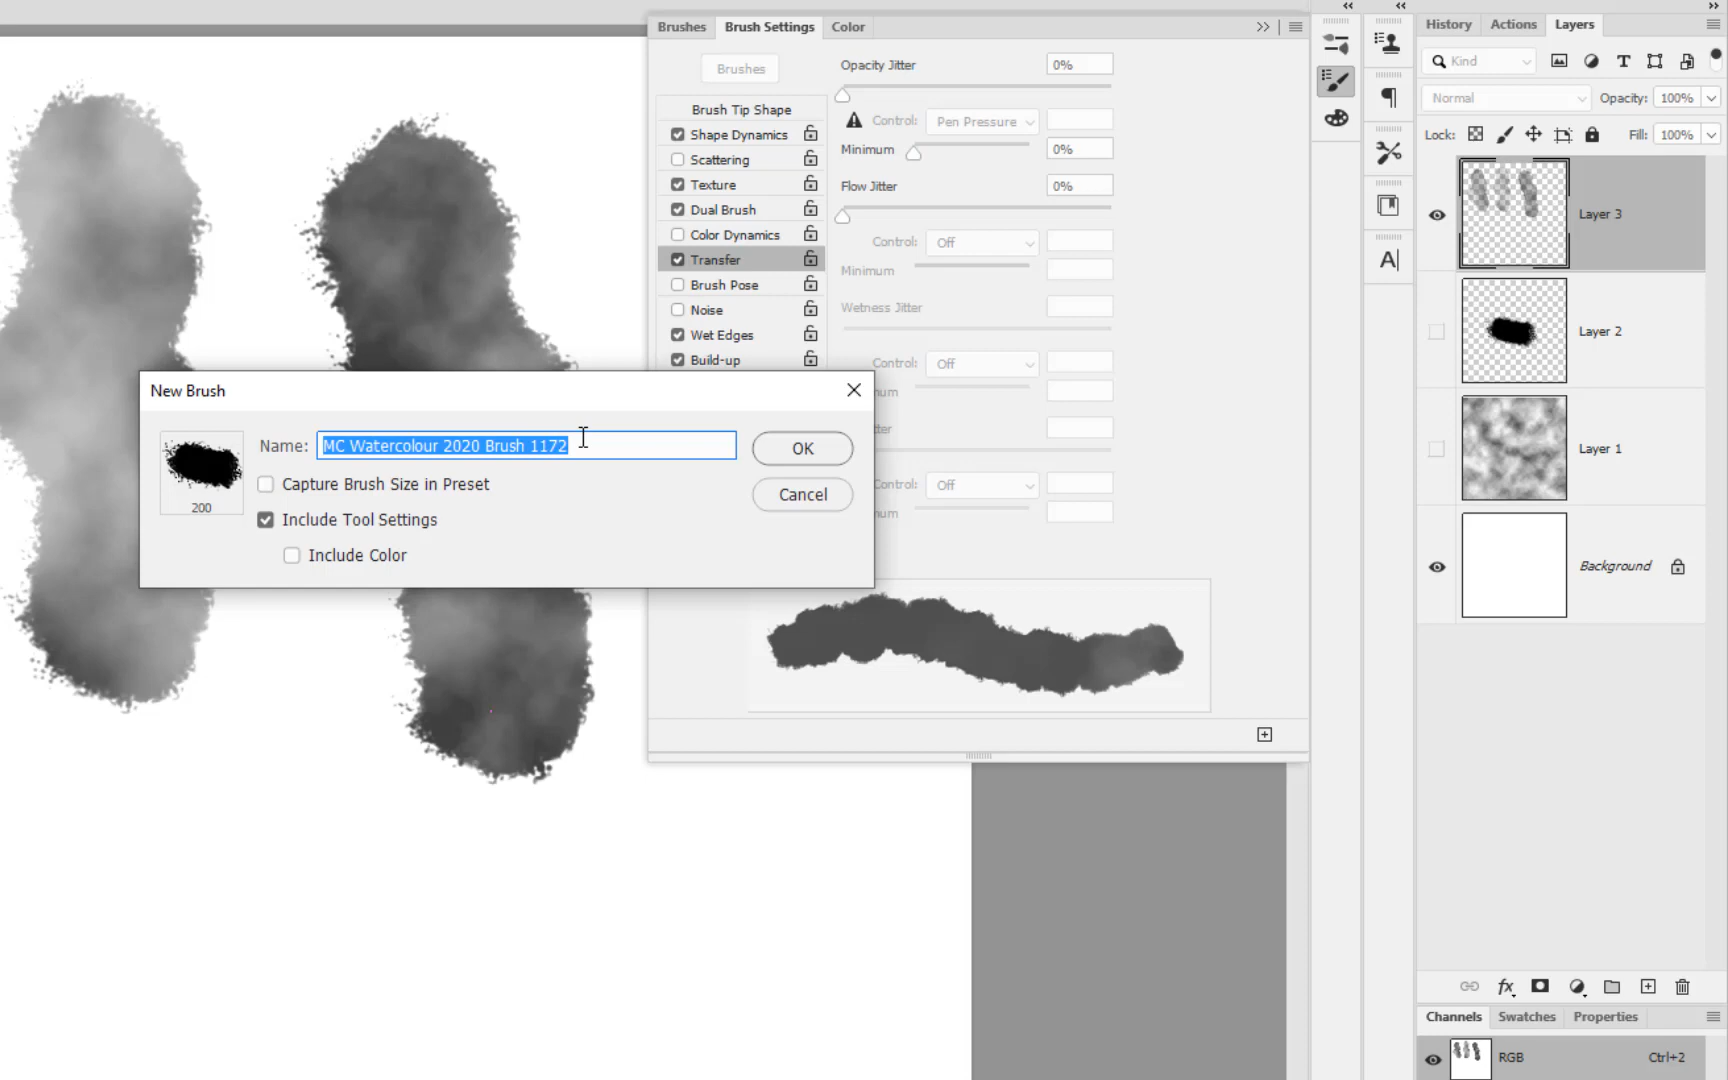 Brushes
Brush Settings
Color
Brushes
Brush Tip Shape
Shape Dynamics
Scattering
Texture
Dual Brush
Color Dynamics
Transfer
Brush Pose
Noise
Wet Edges
Build-up
Opacity Jitter
0%
Control:
Pen Pressure
Minimum
0%
Flow Jitter
0%
Control:
Off
Minimum
Wetness Jitter
Control:
Off
Control:
Off
New Brush
200
Name:
MC Watercolour 2020 Brush 1172
OK
Capture Brush Size in Preset
Cancel
Include Tool Settings
Include Color
A
History
Actions
Layers
Kind
Normal
Opacity:
100%
Lock:
Fill:
100%
Layer 3
Layer 2
Layer 1
Background
fx
Channels
Swatches
Properties
RGB
Ctrl+2